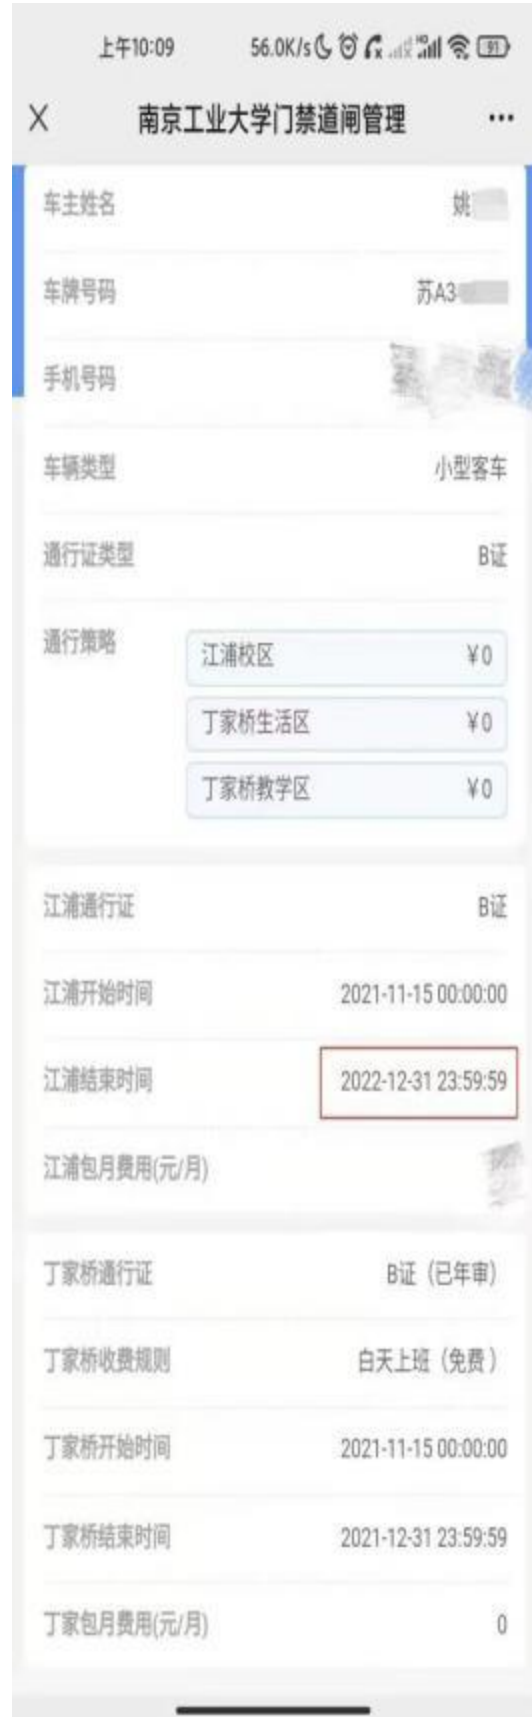 上午10:09 56.0K/s 91
南京工业大学门禁道闸管理
车主姓名 姚
车牌号码 苏A3
手机号码
车辆类型 小型客车
通行证类型 B证
通行策略 江浦校区 ¥0
丁家桥生活区 ¥0
丁家桥教学区 ¥0
江浦通行证 B证
江浦开始时间 2021-11-15 00:00:00
江浦结束时间 2022-12-31 23:59:59
江浦包月费用(元/月)
丁家桥通行证 B证（已年审）
丁家桥收费规则 白天上班（免费）
丁家桥开始时间 2021-11-15 00:00:00
丁家桥结束时间 2021-12-31 23:59:59
丁家包月费用(元/月) 0